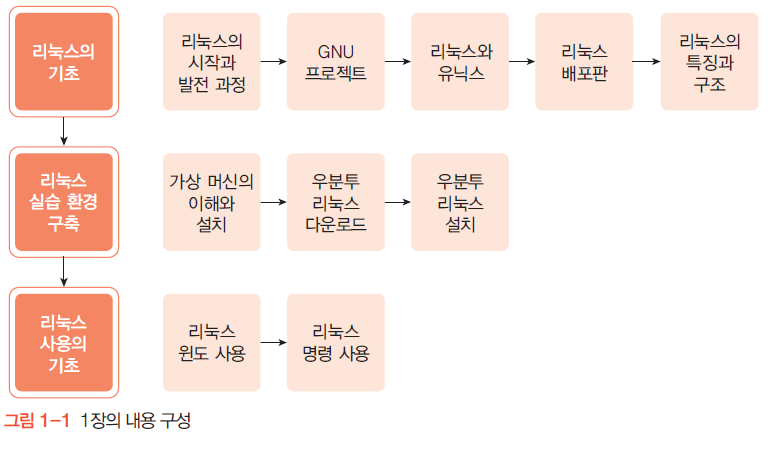 리눅스의
기초
리눅스의
시작과
발전 과정
GNU
프로젝트
리눅스와
유닉스
리눅스
배포판
리눅스의
특징과
구조
리눅스
실습 환경
구축
가상 머신의
이해와
설치
우분투
리눅스
다운로드
우분투
리눅스
설치
리눅스
사용의
기초
리눅스
윈도 사용
리눅스
명령 사용
그림 1-1 1장의 내용 구성